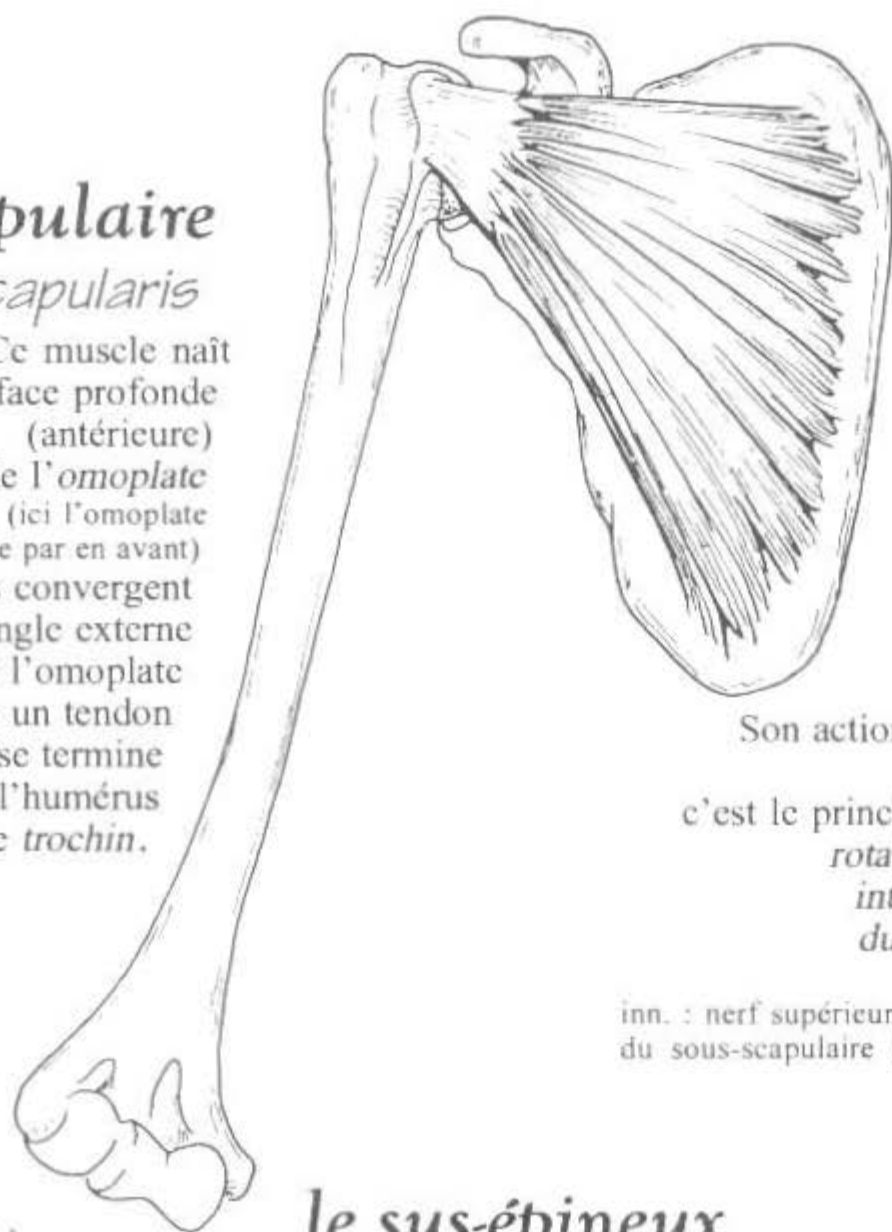 pulaire
capularis
Ce muscle naît
face profonde
(antérieure)
e l'omoplate
(ici l'omoplate
e par en avant)
convergent
ngle externe
l'omoplate
un tendon
se termine
l'humérus
e trochin.
Son action
c'est le princ
rota
int
du
inn. : nerf supérieur
du sous-scapulaire
le sus-épineux